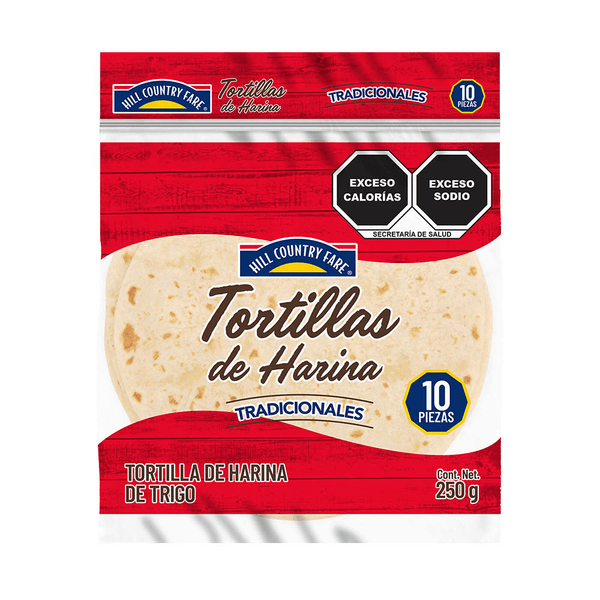 HILL COUNTRY FARE®
Tortillas
de Harina
TRADICIONALES
10
PIEZAS
EXCESO
CALORÍAS
EXCESO
SODIO
SECRETARÍA DE SALUD
HILL COUNTRY FARE®
Tortillas
de Harina
TRADICIONALES
10
PIEZAS
TORTILLA DE HARINA
DE TRIGO
Cont. Net.
250 g